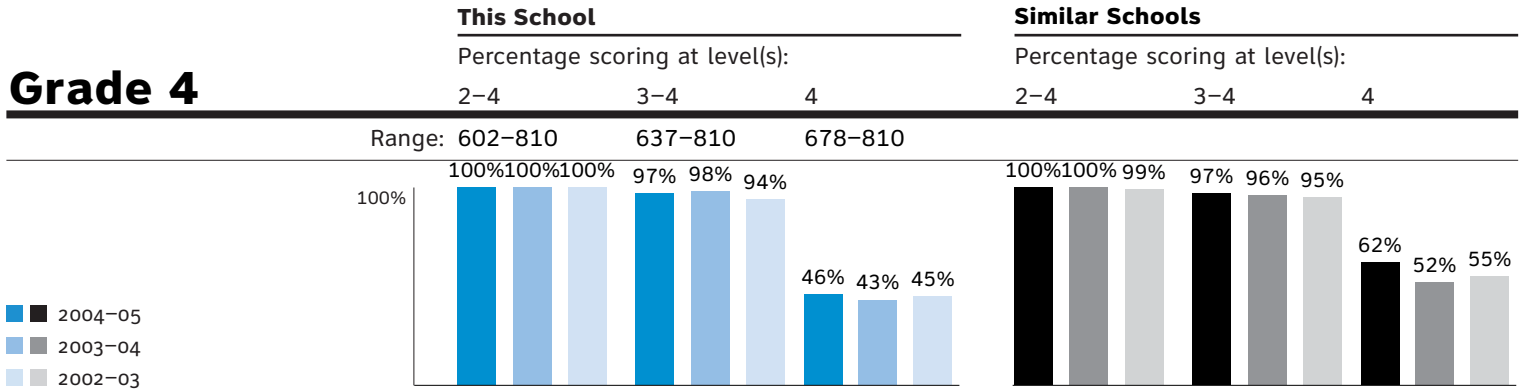 This School Similar Schools
Percentage scoring at level(s): Percentage scoring at level(s):
Grade 4 2–4 3–4 4 2–4 3–4 4
Range: 602–810 637–810 678–810
100% 100% 100% 97% 98% 94% 46% 43% 45% 100% 100% 99% 97% 96% 95% 62% 52% 55%
100%
2004–05
2003–04
2002–03